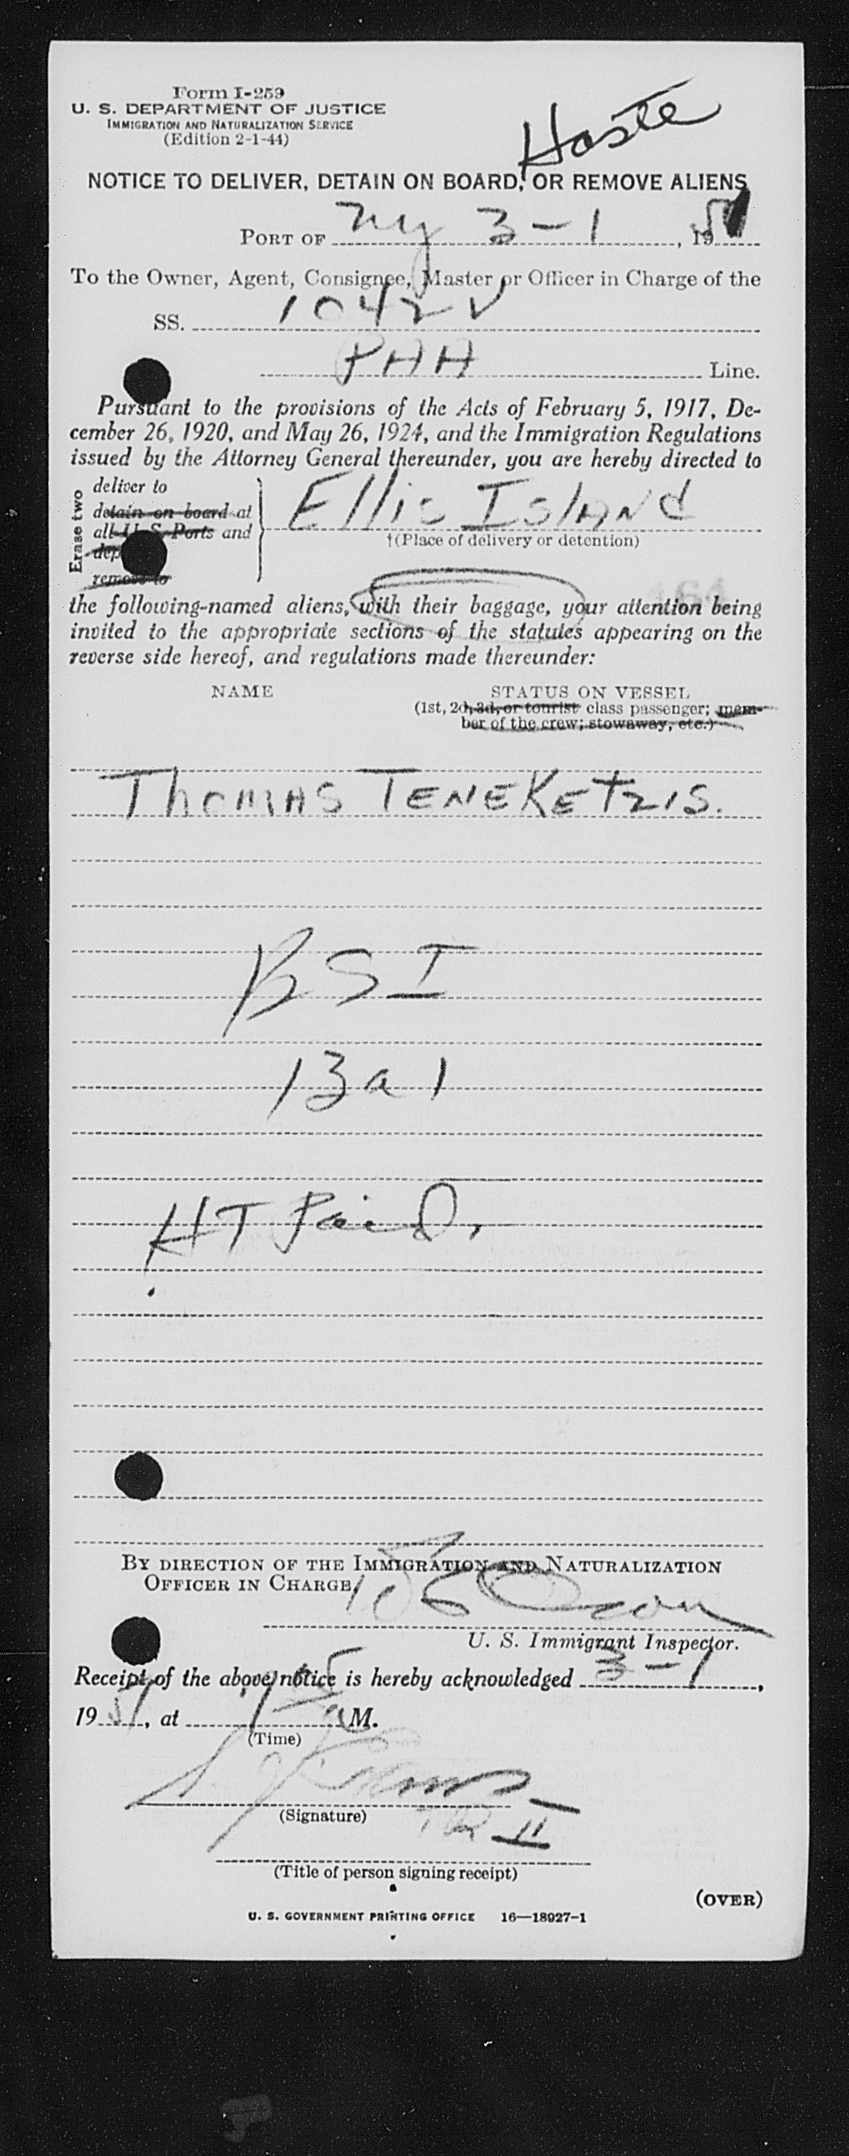 Form I-259
U. S. DEPARTMENT OF JUSTICE
IMMIGRATION AND NATURALIZATION SERVICE
(Edition 2-1-44)
Haste
NOTICE TO DELIVER, DETAIN ON BOARD, OR REMOVE ALIENS
PORT OF NY 3-1, 1951
To the Owner, Agent, Consignee, Master or Officer in Charge of the
SS. 1042 V
PAA Line.
Pursuant to the provisions of the Acts of February 5, 1917, De-
cember 26, 1920, and May 26, 1924, and the Immigration Regulations
issued by the Attorney General thereunder, you are hereby directed to
Erase two
deliver to
detain on board at
all U. S. Ports and
remove to
Ellis Island
†(Place of delivery or detention)
the following-named aliens, with their baggage, your attention being
invited to the appropriate sections of the statutes appearing on the
reverse side hereof, and regulations made thereunder:
NAME STATUS ON VESSEL
(1st, 2d, 3d, or tourist class passenger; mem-
ber of the crew; stowaway, etc.)
Thomas TENEKETZIS.
BSI
13a1
HT Paid.
BY DIRECTION OF THE IMMIGRATION AND NATURALIZATION
OFFICER IN CHARGE,
U. S. Immigrant Inspector.
Receipt of the above notice is hereby acknowledged 3-1,
1951, at M.
(Time)
(Signature)
(Title of person signing receipt)
(OVER)
U. S. GOVERNMENT PRINTING OFFICE 16—18927-1